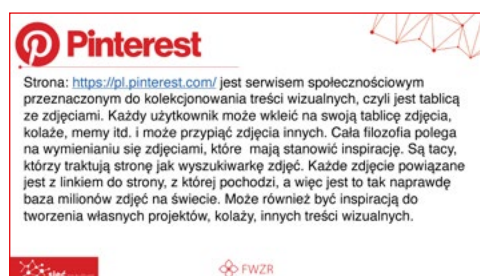 Pinterest
Strona: https://pl.pinterest.com/ jest serwisem społecznościowym
przeznaczonym do kolekcjonowania treści wizualnych, czyli jest tablicą
ze zdjęciami. Każdy użytkownik może wkleić na swoją tablicę zdjęcia,
kolaże, memy itd. i może przypiąć zdjęcia innych. Cała filozofia polega
na wymienianiu się zdjęciami, które mają stanowić inspirację. Są tacy,
którzy traktują stronę jak wyszukiwarkę zdjęć. Każde zdjęcie powiązane
jest z linkiem do strony, z której pochodzi, a więc jest to tak naprawdę
baza milionów zdjęć na świecie. Może również być inspiracją do
tworzenia własnych projektów, kolaży, innych treści wizualnych.
FWZR